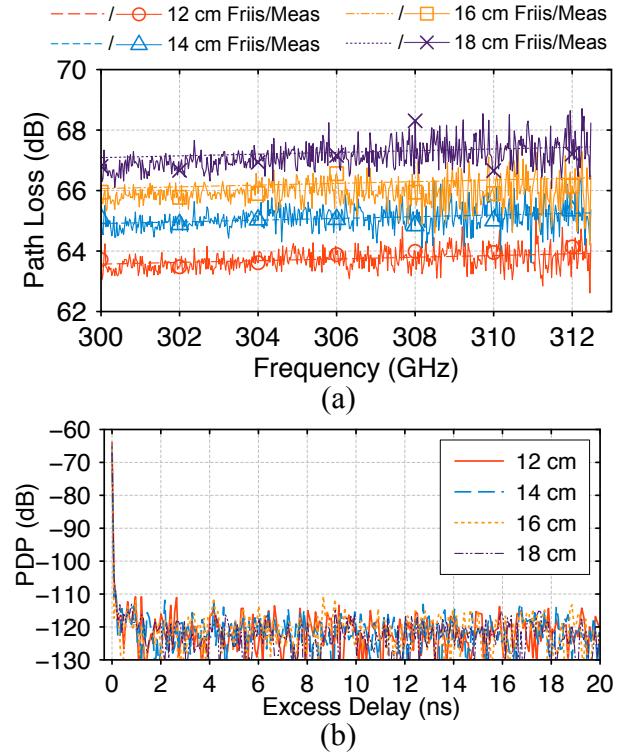 / 12 cm Friis/Meas / 16 cm Friis/Meas
/ 14 cm Friis/Meas / 18 cm Friis/Meas
70
68
66
64
62
Path Loss (dB)
300 302 304 306 308 310 312
Frequency (GHz)
(a)
−60
−70
−80
−90
−100
−110
−120
−130
PDP (dB)
12 cm
14 cm
16 cm
18 cm
0 2 4 6 8 10 12 14 16 18 20
Excess Delay (ns)
(b)